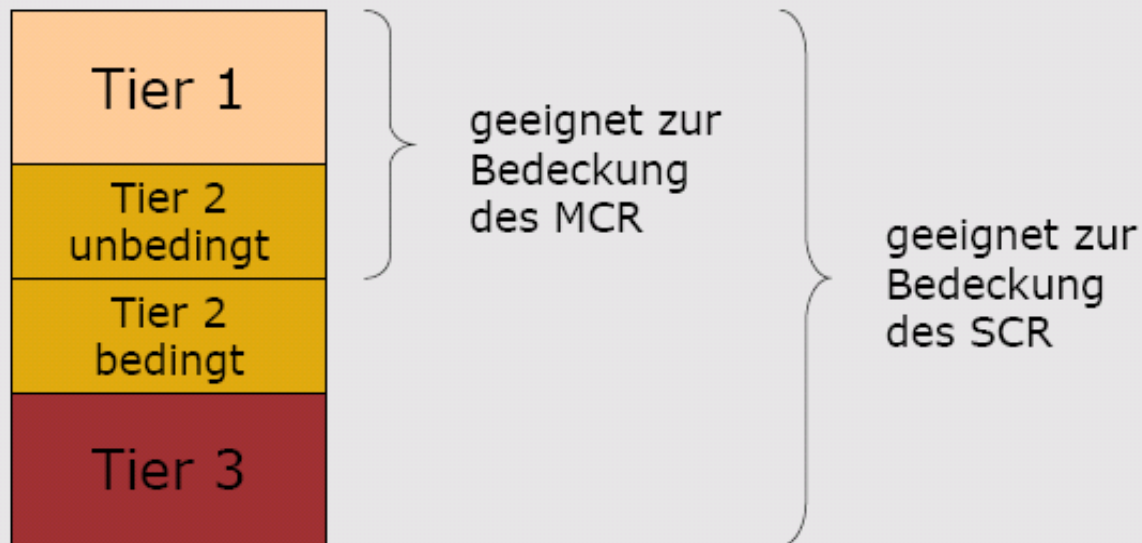 Tier 1
Tier 2
unbedingt
Tier 2
bedingt
Tier 3
geeignet zur
Bedeckung
des MCR
geeignet zur
Bedeckung
des SCR